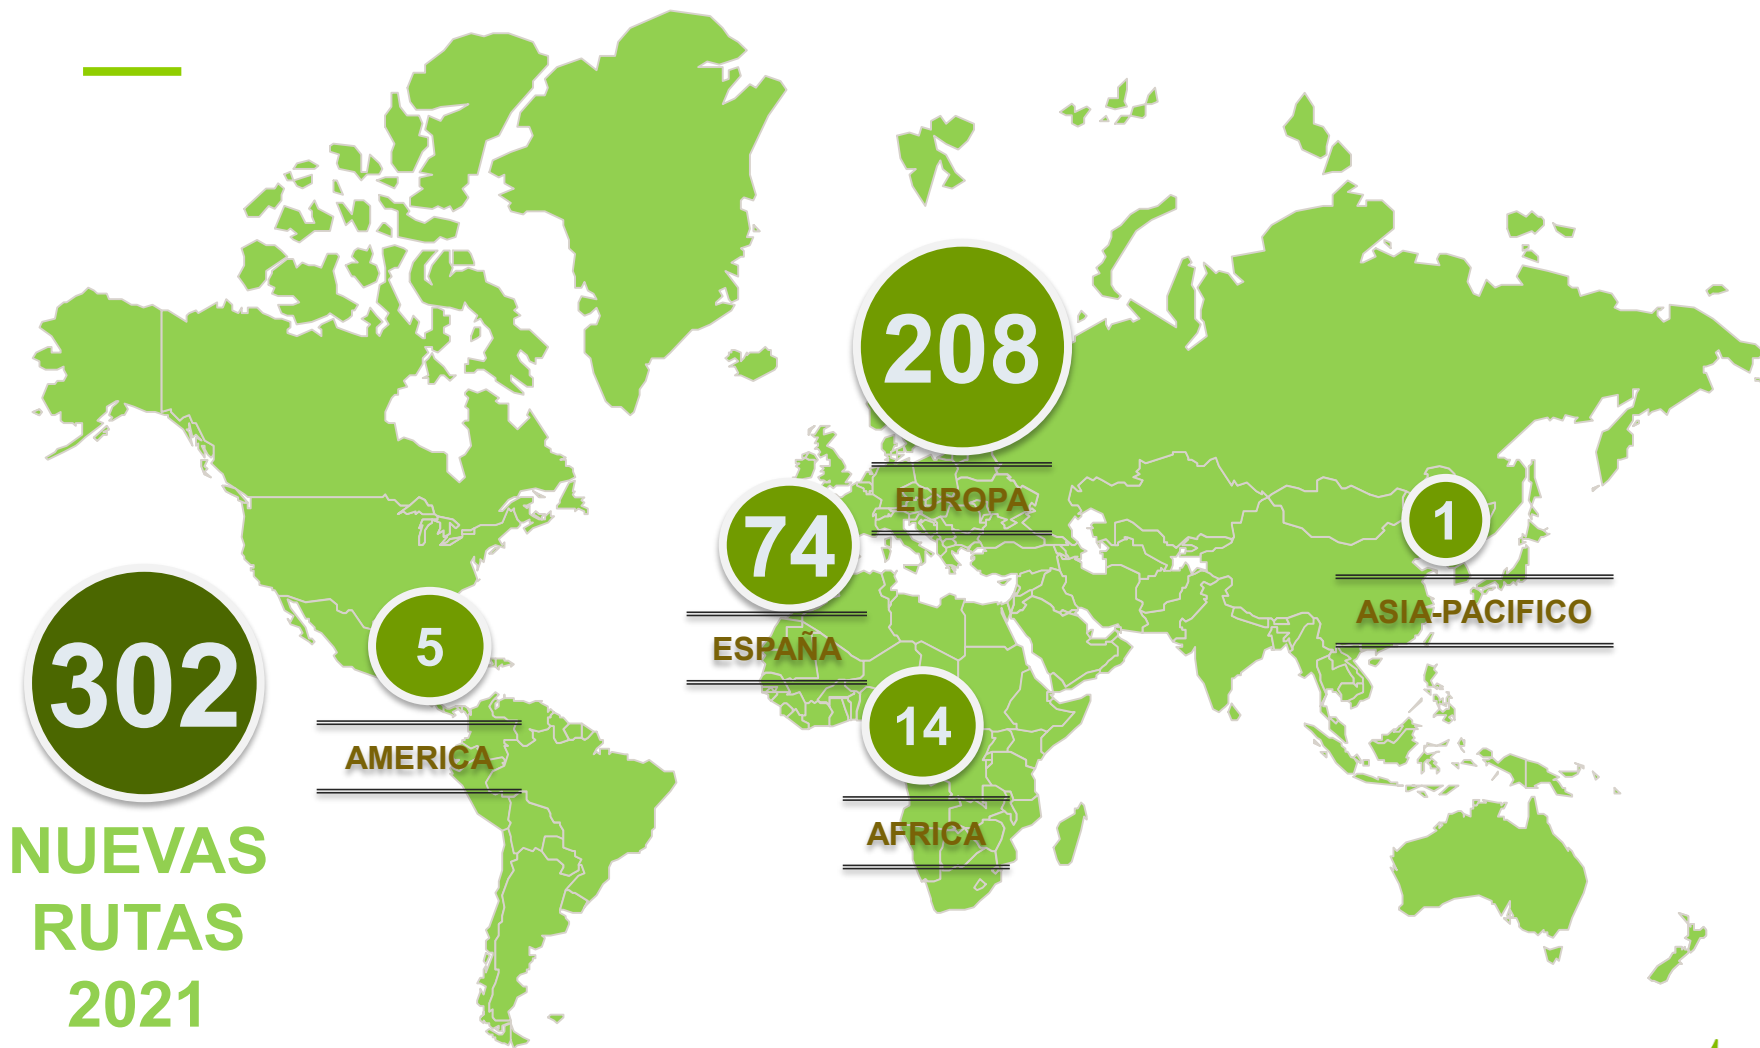 208
EUROPA
74
ESPAÑA
1
ASIA-PACIFICO
5
AMERICA
14
AFRICA
302
NUEVAS
RUTAS
2021